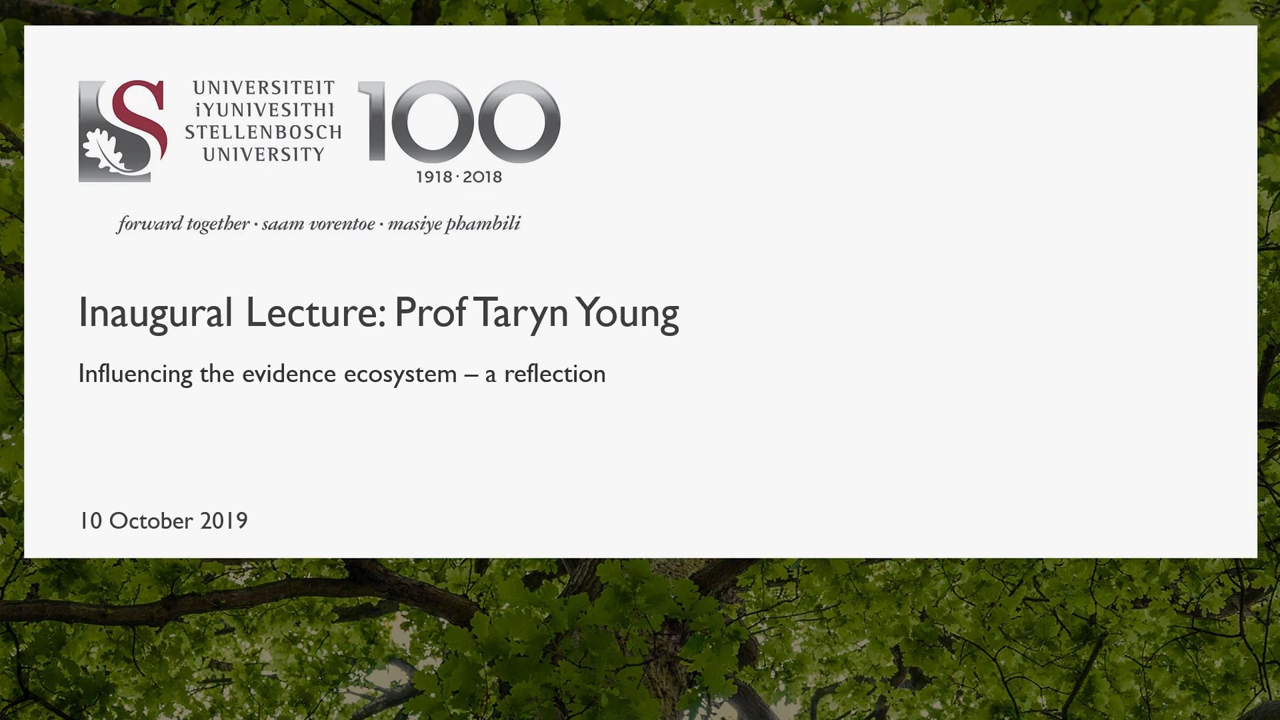 UNIVERSITEIT
iYUNIVESITHI
STELLENBOSCH
UNIVERSITY
100
1918 · 2018
forward together · saam vorentoe · masiye phambili
Inaugural Lecture: Prof Taryn Young
Influencing the evidence ecosystem – a reflection
10 October 2019